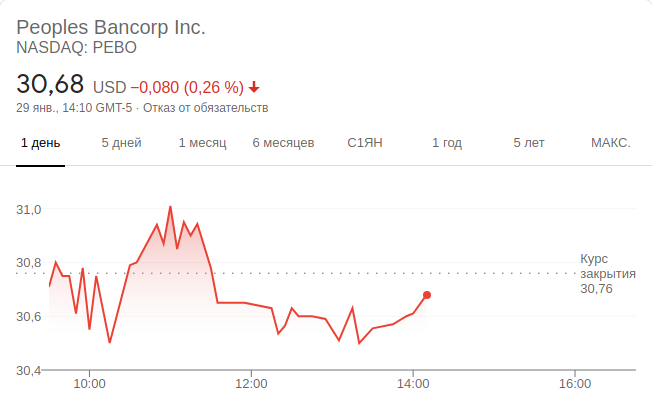 Peoples Bancorp Inc.
NASDAQ: PEBO
30,68 USD −0,080 (0,26 %)
29 янв., 14:10 GMT-5 · Отказ от обязательств
1 день 5 дней 1 месяц 6 месяцев С1ЯН 1 год 5 лет МАКС.
31,0
30,8
30,6
30,4
Курс
закрытия
30,76
10:00 12:00 14:00 16:00